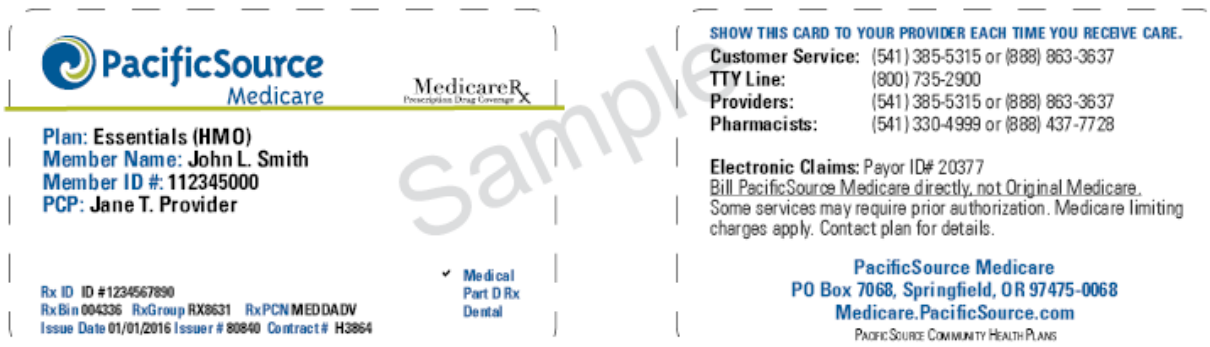 PacificSource
Medicare
MedicareRx
Prescription Drug Coverage
Plan: Essentials (HMO)
Member Name: John L. Smith
Member ID #: 112345000
PCP: Jane T. Provider
✓ Medical
Part D Rx
Dental
Rx ID ID #1234567890
RxBin 004336 RxGroup RX8631 RxPCN MEDDADV
Issue Date 01/01/2016 Issuer # 80840 Contract # H3864
Sample
SHOW THIS CARD TO YOUR PROVIDER EACH TIME YOU RECEIVE CARE.
Customer Service: (541) 385-5315 or (888) 863-3637
TTY Line: (800) 735-2900
Providers: (541) 385-5315 or (888) 863-3637
Pharmacists: (541) 330-4999 or (888) 437-7728
Electronic Claims: Payor ID# 20377
Bill PacificSource Medicare directly, not Original Medicare.
Some services may require prior authorization. Medicare limiting
charges apply. Contact plan for details.
PacificSource Medicare
PO Box 7068, Springfield, OR 97475-0068
Medicare.PacificSource.com
PACIFICSOURCE COMMUNITY HEALTH PLANS